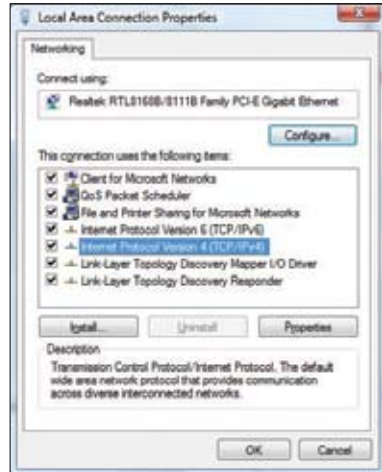 Local Area Connection Properties
Networking
Connect using:
Realtek RTL8168B/8111B Family PCI-E Gigabit Ethernet
Configure...
This connection uses the following items:
Client for Microsoft Networks
QoS Packet Scheduler
File and Printer Sharing for Microsoft Networks
Internet Protocol Version 6 (TCP/IPv6)
Internet Protocol Version 4 (TCP/IPv4)
Link-Layer Topology Discovery Mapper I/O Driver
Link-Layer Topology Discovery Responder
Install... Uninstall Properties
Description
Transmission Control Protocol/Internet Protocol. The default
wide area network protocol that provides communication
across diverse interconnected networks.
OK Cancel